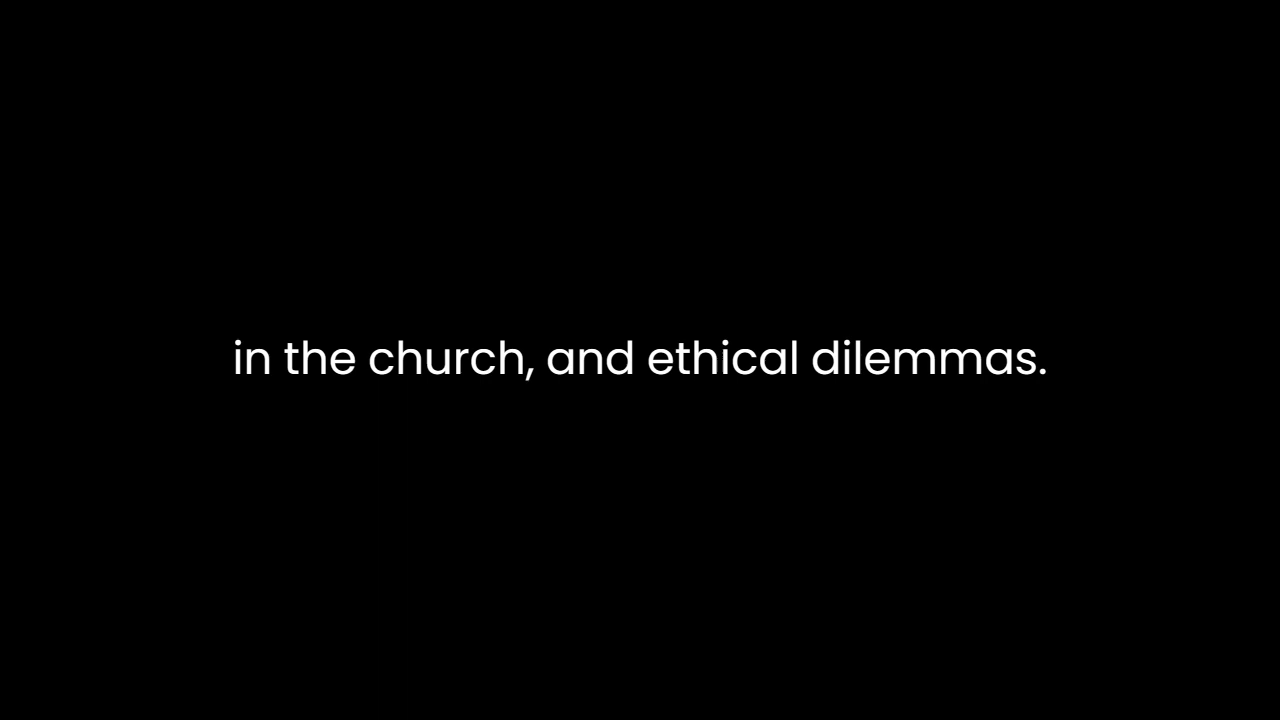 in the church, and ethical dilemmas.